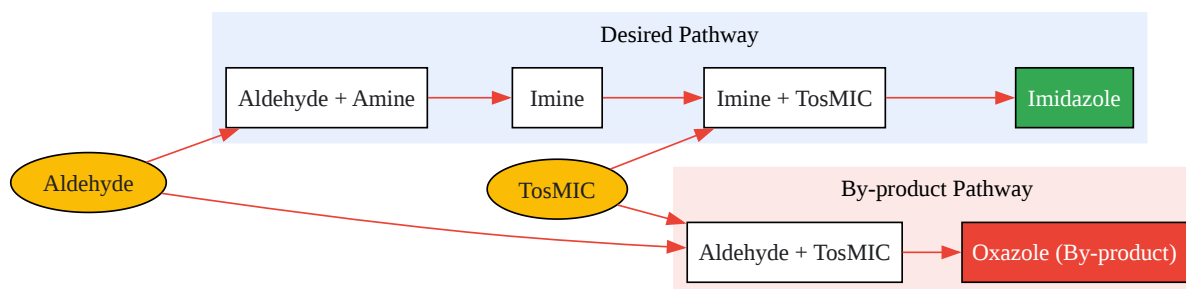 Desired Pathway
Aldehyde + Amine
Imine
Imine + TosMIC
Imidazole
Aldehyde
TosMIC
By-product Pathway
Aldehyde + TosMIC
Oxazole (By-product)